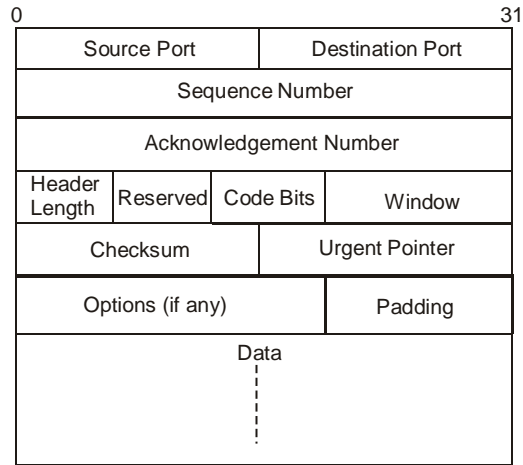 0 31
Source Port Destination Port
Sequence Number
Acknowledgement Number
Header Length Reserved Code Bits Window
Checksum Urgent Pointer
Options (if any) Padding
Data